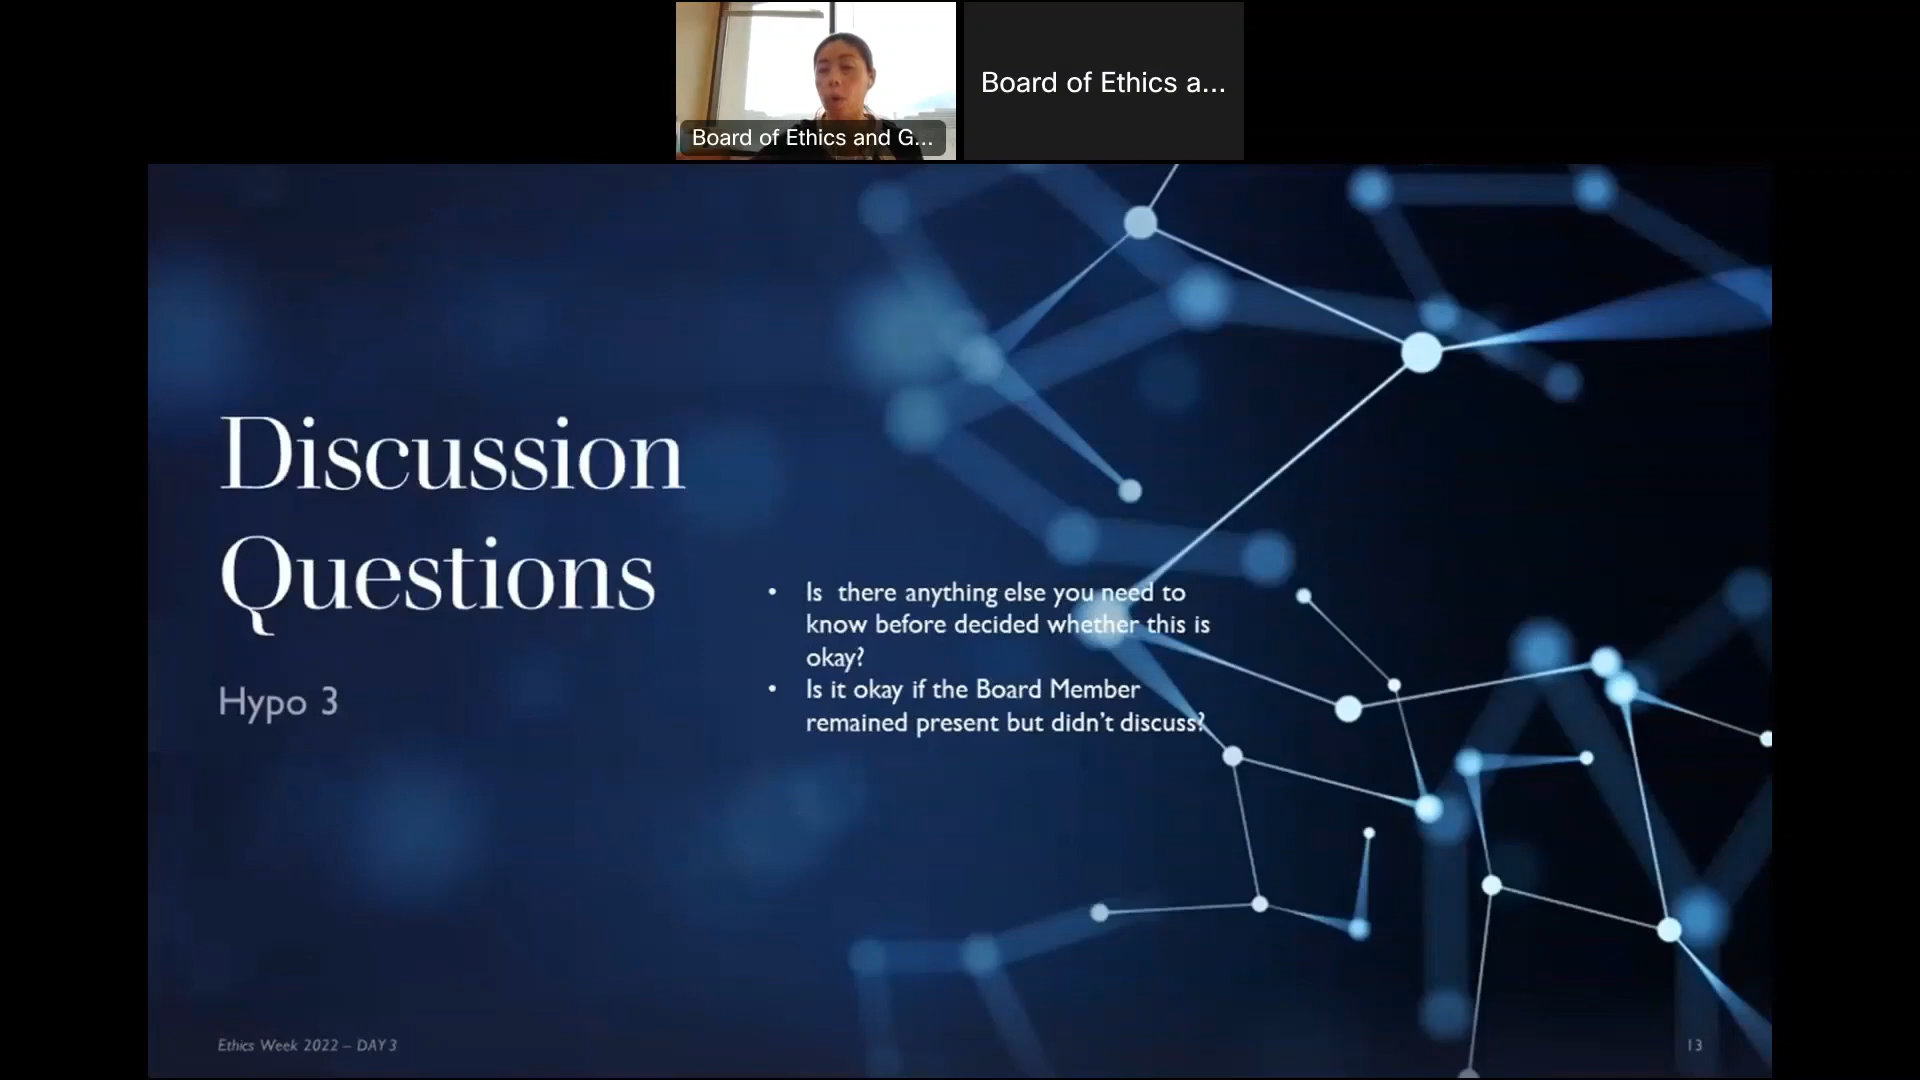 Board of Ethics and G...
Board of Ethics a...
Discussion
Questions
Hypo 3
• Is there anything else you need to
know before decided whether this is
okay?
• Is it okay if the Board Member
remained present but didn't discuss?
Ethics Week 2022 – DAY 3
13